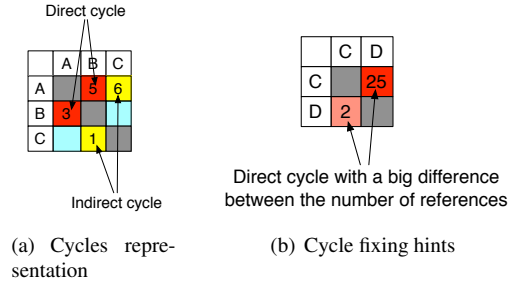 Direct cycle
A B C
A 5 6
B 3
C 1
Indirect cycle
(a) Cycles repre-
sentation
C D
C 25
D 2
Direct cycle with a big difference
between the number of references
(b) Cycle fixing hints